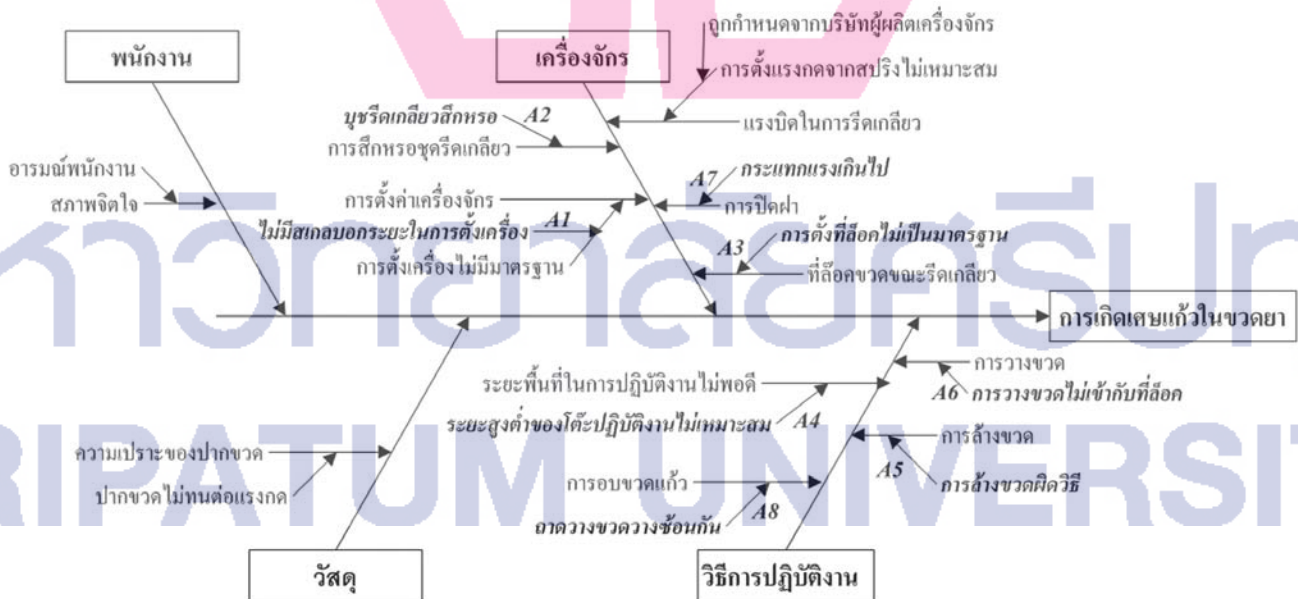 ถูกกำหนดจากบริษัทผู้ผลิตเครื่องจักร
พนักงาน
เครื่องจักร
การตั้งแรงกดจากสปริงไม่เหมาะสม
บุชรีดเกลียวสึกหรอ A2
แรงบิดในการรีดเกลียว
การสึกหรอชุดรีดเกลียว
อารมณ์พนักงาน
A7 กระแทกแรงเกินไป
สภาพจิตใจ
การตั้งค่าเครื่องจักร
การปิดฝา
ไม่มีสเกลบอกระยะในการตั้งเครื่อง A1
A3 การตั้งที่ล็อคไม่เป็นมาตรฐาน
การตั้งเครื่องไม่มีมาตรฐาน
ที่ล๊อคขวดขณะรีดเกลียว
หาวิทยาลัยศรีปท
การเกิดเศษแก้วในขวดยา
การวางขวด
ระยะพื้นที่ในการปฏิบัติงานไม่พอดี
A6 การวางขวดไม่เข้ากับที่ล็อค
ระยะสูงต่ำของโต๊ะปฏิบัติงานไม่เหมาะสม A4
การล้างขวด
ความเปราะของปากขวด
A5
การล้างขวดผิดวิธี
การอบขวดแก้ว
ปากขวดไม่ทนต่อแรงกด
A8
ถาดวางขวดวางซ้อนกัน
RIPATUM UNIVERSIT
วัสดุ
วิธีการปฏิบัติงาน